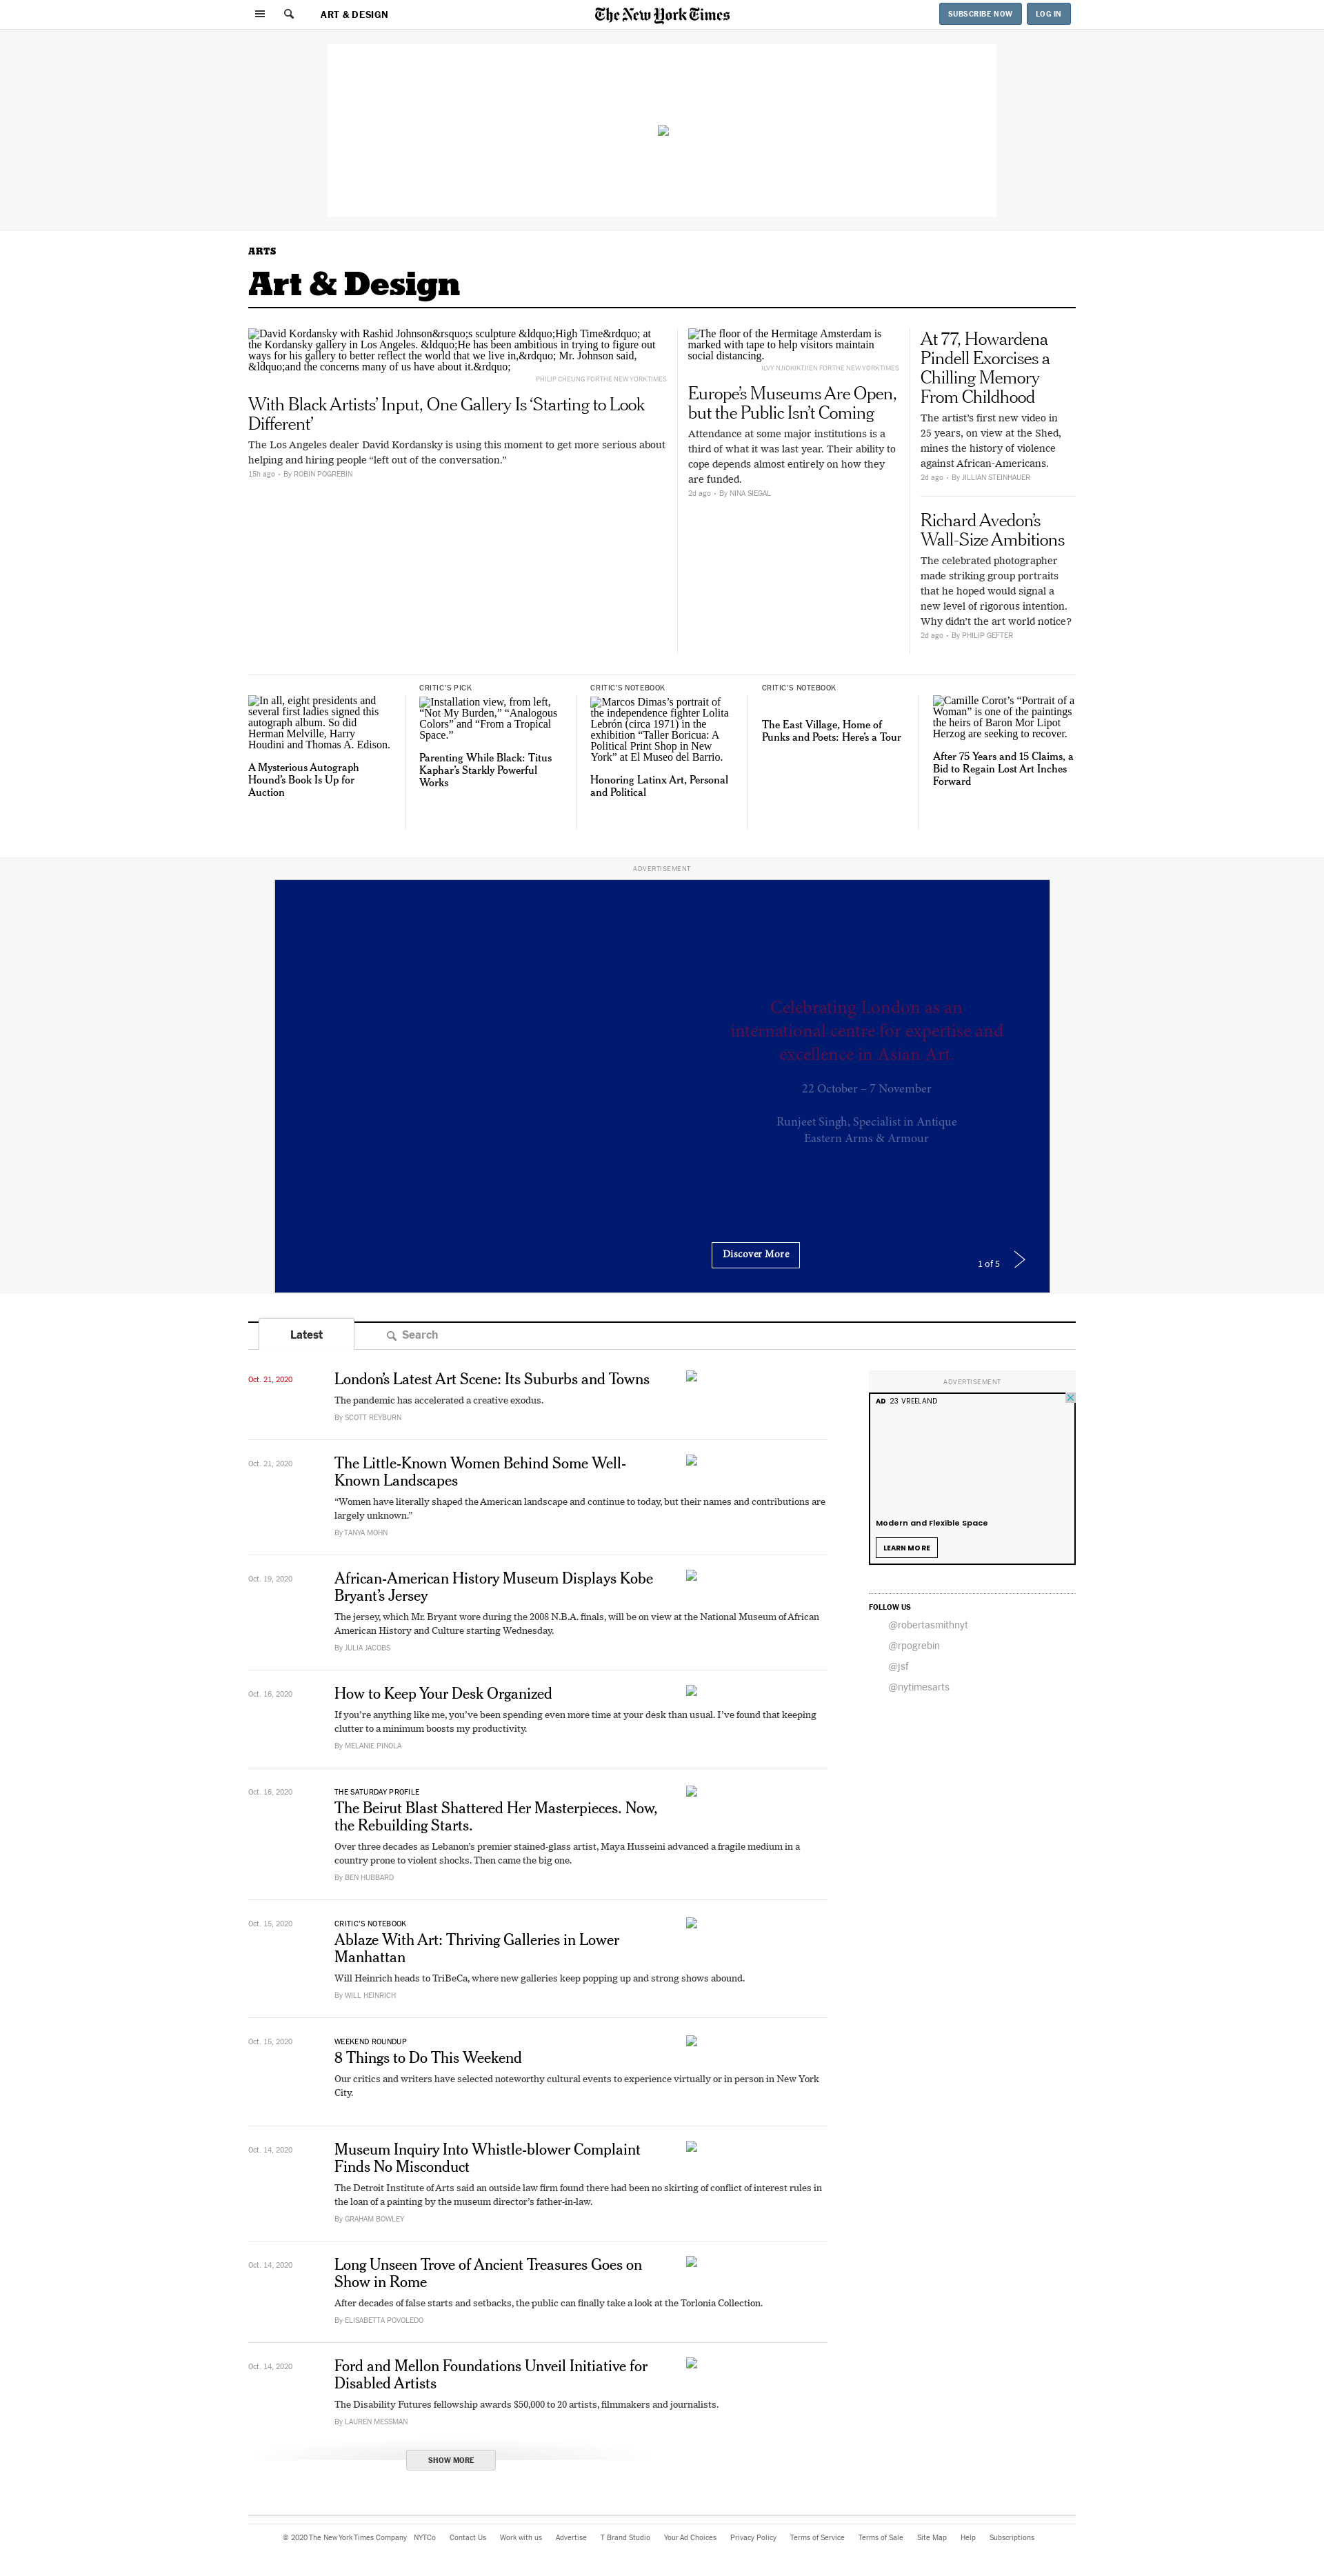 ART & DESIGN
The New York Times
SUBSCRIBE NOW
LOG IN
ARTS
Art & Design
David Kordansky with Rashid Johnson&rsquo;s sculpture &ldquo;High Time&rdquo; at
the Kordansky gallery in Los Angeles. &ldquo;He has been ambitious in trying to figure out
ways for his gallery to better reflect the world that we live in,&rdquo; Mr. Johnson said,
&ldquo;and the concerns many of us have about it.&rdquo;
PHILIP CHEUNG FOR THE NEW YORK TIMES
With Black Artists’ Input, One Gallery Is ‘Starting to Look
Different’
The Los Angeles dealer David Kordansky is using this moment to get more serious about
helping and hiring people “left out of the conversation.”
15h ago • By ROBIN POGREBIN
The floor of the Hermitage Amsterdam is
marked with tape to help visitors maintain
social distancing.
ILVY NJIOKIKTJIEN FOR THE NEW YORK TIMES
Europe’s Museums Are Open,
but the Public Isn’t Coming
Attendance at some major institutions is a
third of what it was last year. Their ability to
cope depends almost entirely on how they
are funded.
2d ago • By NINA SIEGAL
At 77, Howardena
Pindell Exorcises a
Chilling Memory
From Childhood
The artist’s first new video in
25 years, on view at the Shed,
mines the history of violence
against African-Americans.
2d ago • By JILLIAN STEINHAUER
Richard Avedon’s
Wall-Size Ambitions
The celebrated photographer
made striking group portraits
that he hoped would signal a
new level of rigorous intention.
Why didn’t the art world notice?
2d ago • By PHILIP GEFTER
In all, eight presidents and
several first ladies signed this
autograph album. So did
Herman Melville, Harry
Houdini and Thomas A. Edison.
A Mysterious Autograph
Hound’s Book Is Up for
Auction
CRITIC’S PICK
Installation view, from left,
“Not My Burden,” “Analogous
Colors” and “From a Tropical
Space.”
Parenting While Black: Titus
Kaphar’s Starkly Powerful
Works
CRITIC’S NOTEBOOK
Marcos Dimas’s portrait of
the independence fighter Lolita
Lebrón (circa 1971) in the
exhibition “Taller Boricua: A
Political Print Shop in New
York” at El Museo del Barrio.
Honoring Latinx Art, Personal
and Political
CRITIC’S NOTEBOOK
The East Village, Home of
Punks and Poets: Here’s a Tour
Camille Corot’s “Portrait of a
Woman” is one of the paintings
the heirs of Baron Mor Lipot
Herzog are seeking to recover.
After 75 Years and 15 Claims, a
Bid to Regain Lost Art Inches
Forward
ADVERTISEMENT
Celebrating London as an
international centre for expertise and
excellence in Asian Art.
22 October – 7 November
Runjeet Singh, Specialist in Antique
Eastern Arms & Armour
Discover More
1 of 5
Latest
Search
Oct. 21, 2020
London’s Latest Art Scene: Its Suburbs and Towns
The pandemic has accelerated a creative exodus.
By SCOTT REYBURN
Oct. 21, 2020
The Little-Known Women Behind Some Well-
Known Landscapes
“Women have literally shaped the American landscape and continue to today, but their names and contributions are
largely unknown.”
By TANYA MOHN
Oct. 19, 2020
African-American History Museum Displays Kobe
Bryant’s Jersey
The jersey, which Mr. Bryant wore during the 2008 N.B.A. finals, will be on view at the National Museum of African
American History and Culture starting Wednesday.
By JULIA JACOBS
Oct. 16, 2020
How to Keep Your Desk Organized
If you’re anything like me, you’ve been spending even more time at your desk than usual. I’ve found that keeping
clutter to a minimum boosts my productivity.
By MELANIE PINOLA
Oct. 16, 2020
THE SATURDAY PROFILE
The Beirut Blast Shattered Her Masterpieces. Now,
the Rebuilding Starts.
Over three decades as Lebanon’s premier stained-glass artist, Maya Husseini advanced a fragile medium in a
country prone to violent shocks. Then came the big one.
By BEN HUBBARD
Oct. 15, 2020
CRITIC’S NOTEBOOK
Ablaze With Art: Thriving Galleries in Lower
Manhattan
Will Heinrich heads to TriBeCa, where new galleries keep popping up and strong shows abound.
By WILL HEINRICH
Oct. 15, 2020
WEEKEND ROUNDUP
8 Things to Do This Weekend
Our critics and writers have selected noteworthy cultural events to experience virtually or in person in New York
City.
Oct. 14, 2020
Museum Inquiry Into Whistle-blower Complaint
Finds No Misconduct
The Detroit Institute of Arts said an outside law firm found there had been no skirting of conflict of interest rules in
the loan of a painting by the museum director’s father-in-law.
By GRAHAM BOWLEY
Oct. 14, 2020
Long Unseen Trove of Ancient Treasures Goes on
Show in Rome
After decades of false starts and setbacks, the public can finally take a look at the Torlonia Collection.
By ELISABETTA POVOLEDO
Oct. 14, 2020
Ford and Mellon Foundations Unveil Initiative for
Disabled Artists
The Disability Futures fellowship awards $50,000 to 20 artists, filmmakers and journalists.
By LAUREN MESSMAN
SHOW MORE
ADVERTISEMENT
AD 23 VREELAND
Modern and Flexible Space
LEARN MORE
FOLLOW US
@robertasmithnyt
@rpogrebin
@jsf
@nytimesarts
© 2020 The New York Times Company NYTCo Contact Us Work with us Advertise T Brand Studio Your Ad Choices Privacy Policy Terms of Service Terms of Sale Site Map Help Subscriptions